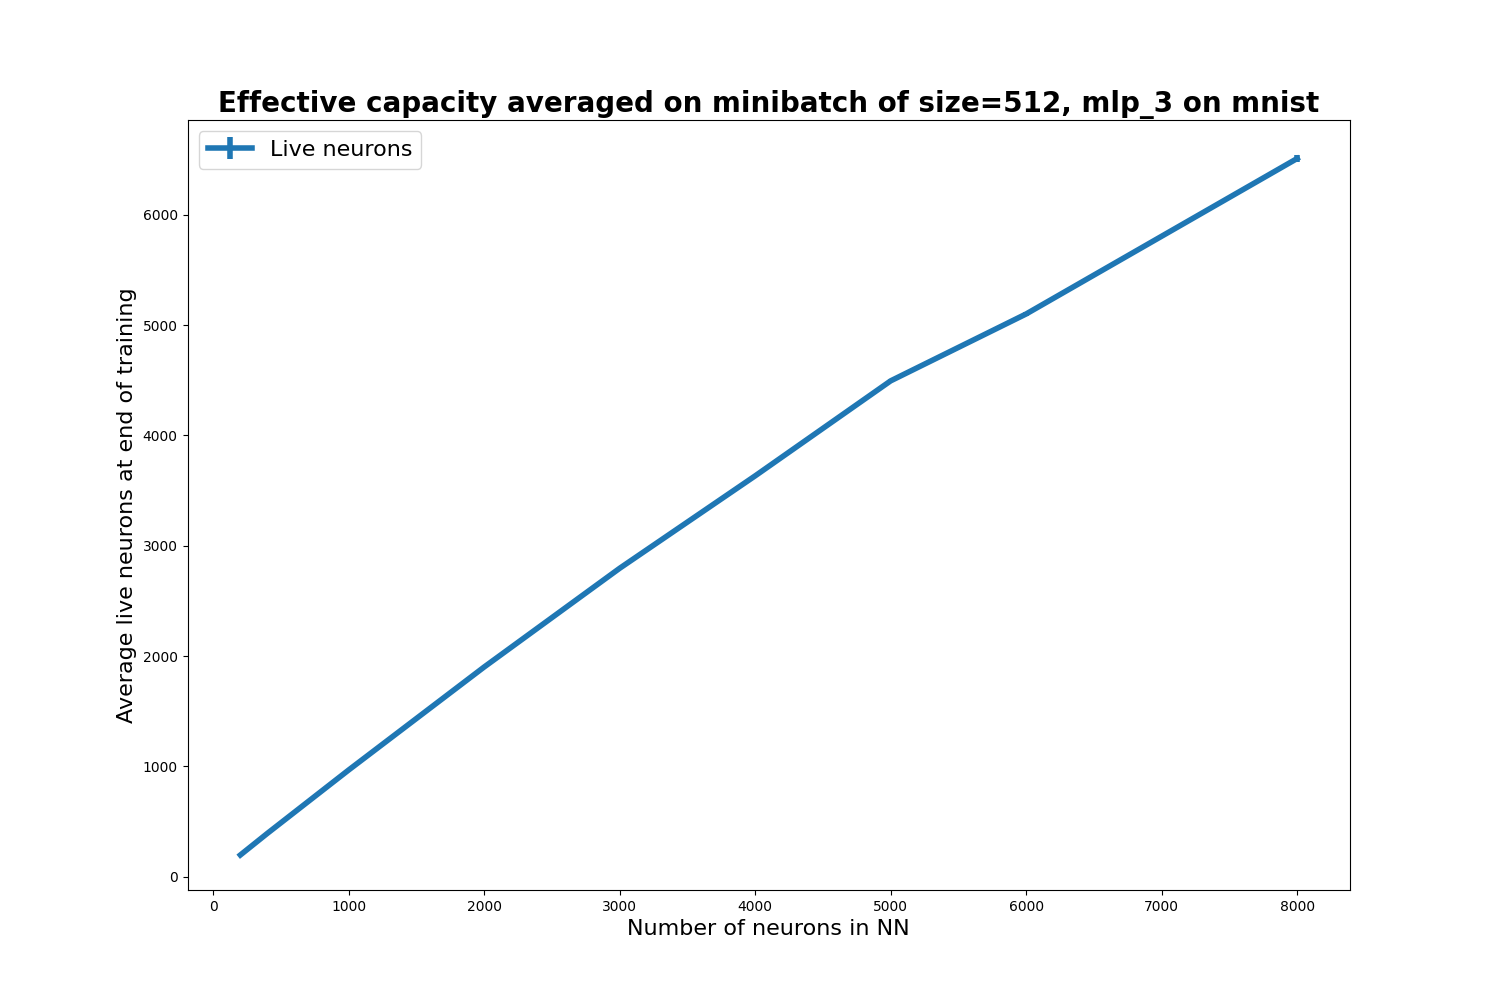 Effective capacity averaged on minibatch of size=512, mlp_3 on mnist
Live neurons
Average live neurons at end of training
6000
5000
4000
3000
2000
1000
0
0 1000 2000 3000 4000 5000 6000 7000 8000
Number of neurons in NN